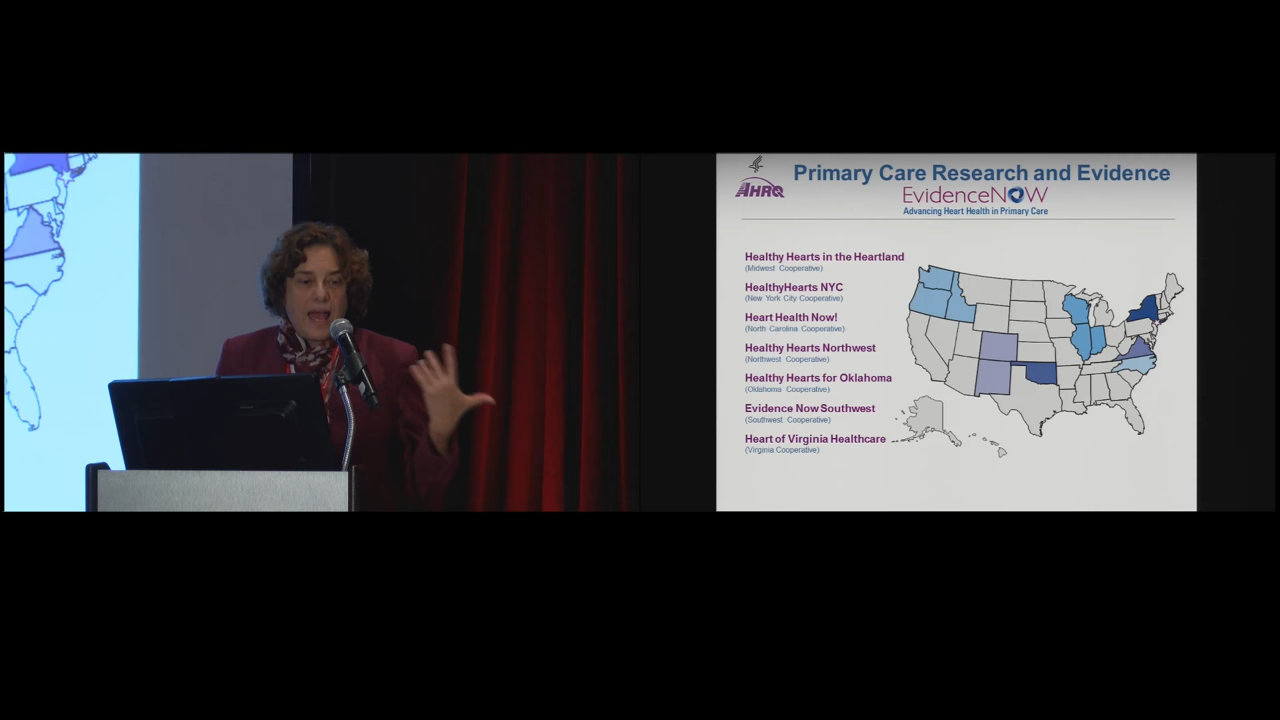 AHRQ
Primary Care Research and Evidence
EvidenceNOW
Advancing Heart Health in Primary Care
Healthy Hearts in the Heartland
(Midwest Cooperative)
HealthyHearts NYC
(New York City Cooperative)
Heart Health Now!
(North Carolina Cooperative)
Healthy Hearts Northwest
(Northwest Cooperative)
Healthy Hearts for Oklahoma
(Oklahoma Cooperative)
Evidence Now Southwest
(Southwest Cooperative)
Heart of Virginia Healthcare
(Virginia Cooperative)